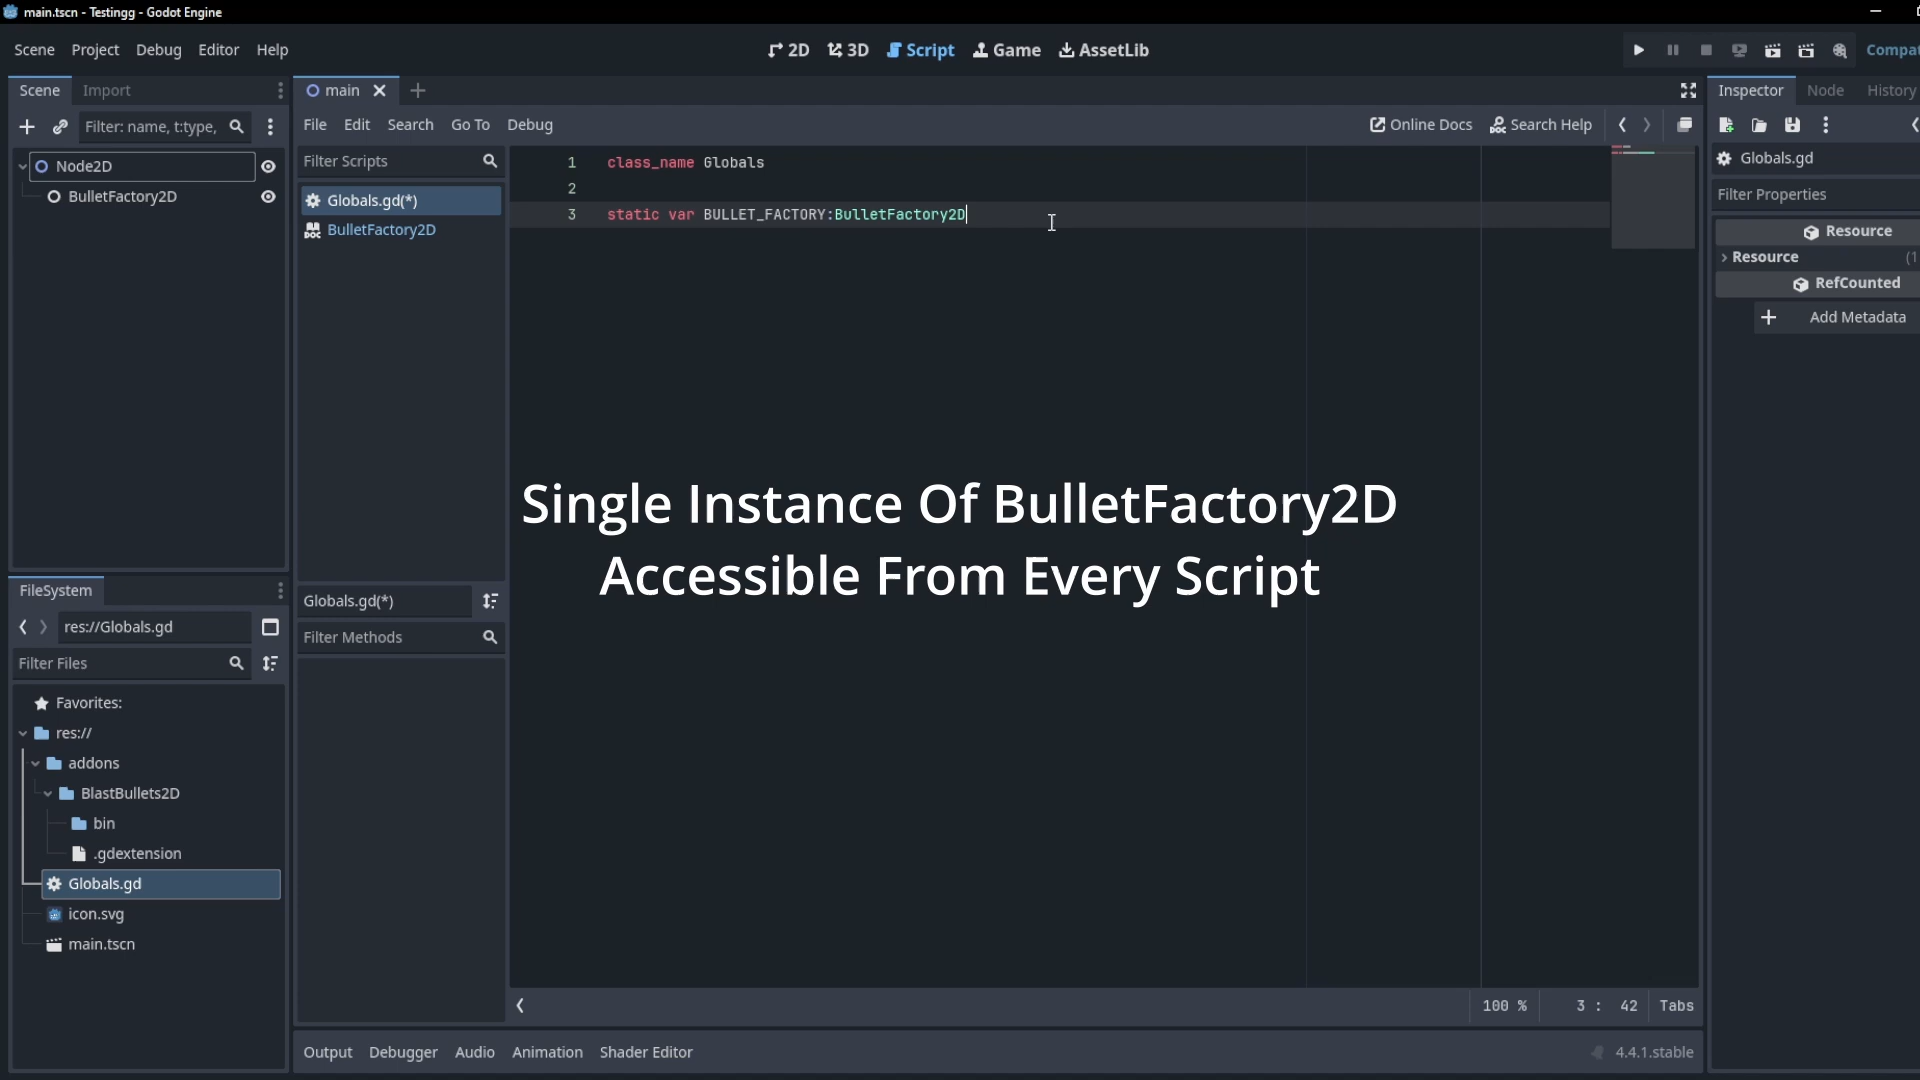 main.tscn - Testingg - Godot Engine
Scene Project Debug Editor Help
2D 3D Script Game AssetLib
Scene Import
main
Inspector Node History
Filter: name, t:type,
File Edit Search Go To Debug
Online Docs Search Help
Node2D
BulletFactory2D
Filter Scripts
Globals.gd(*)
BulletFactory2D
1 class_name Globals
2
3 static var BULLET_FACTORY:BulletFactory2D
Globals.gd
Filter Properties
Resource
Resource (1
RefCounted
Add Metadata
Single Instance Of BulletFactory2D
Accessible From Every Script
Globals.gd(*)
Filter Methods
FileSystem
res://Globals.gd
Filter Files
Favorites:
res://
addons
BlastBullets2D
bin
.gdextension
Globals.gd
icon.svg
main.tscn
100 % 3 : 42 Tabs
Output Debugger Audio Animation Shader Editor
4.4.1.stable